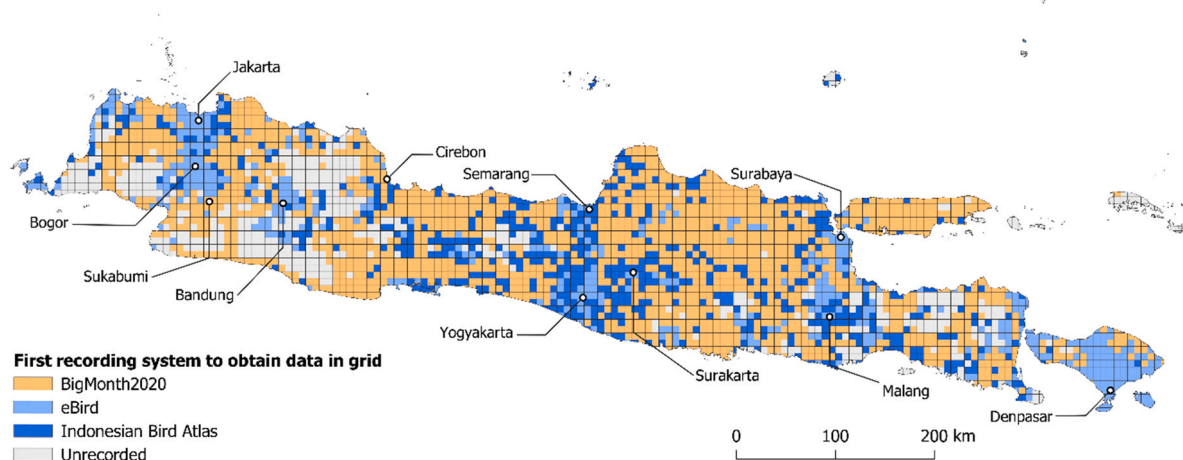 Jakarta
Cirebon
Semarang
Surabaya
Bogor
Sukabumi
Bandung
Yogyakarta
Surakarta
Malang
Denpasar
First recording system to obtain data in grid
BigMonth2020
eBird
Indonesian Bird Atlas
Unrecorded
0 100 200 km